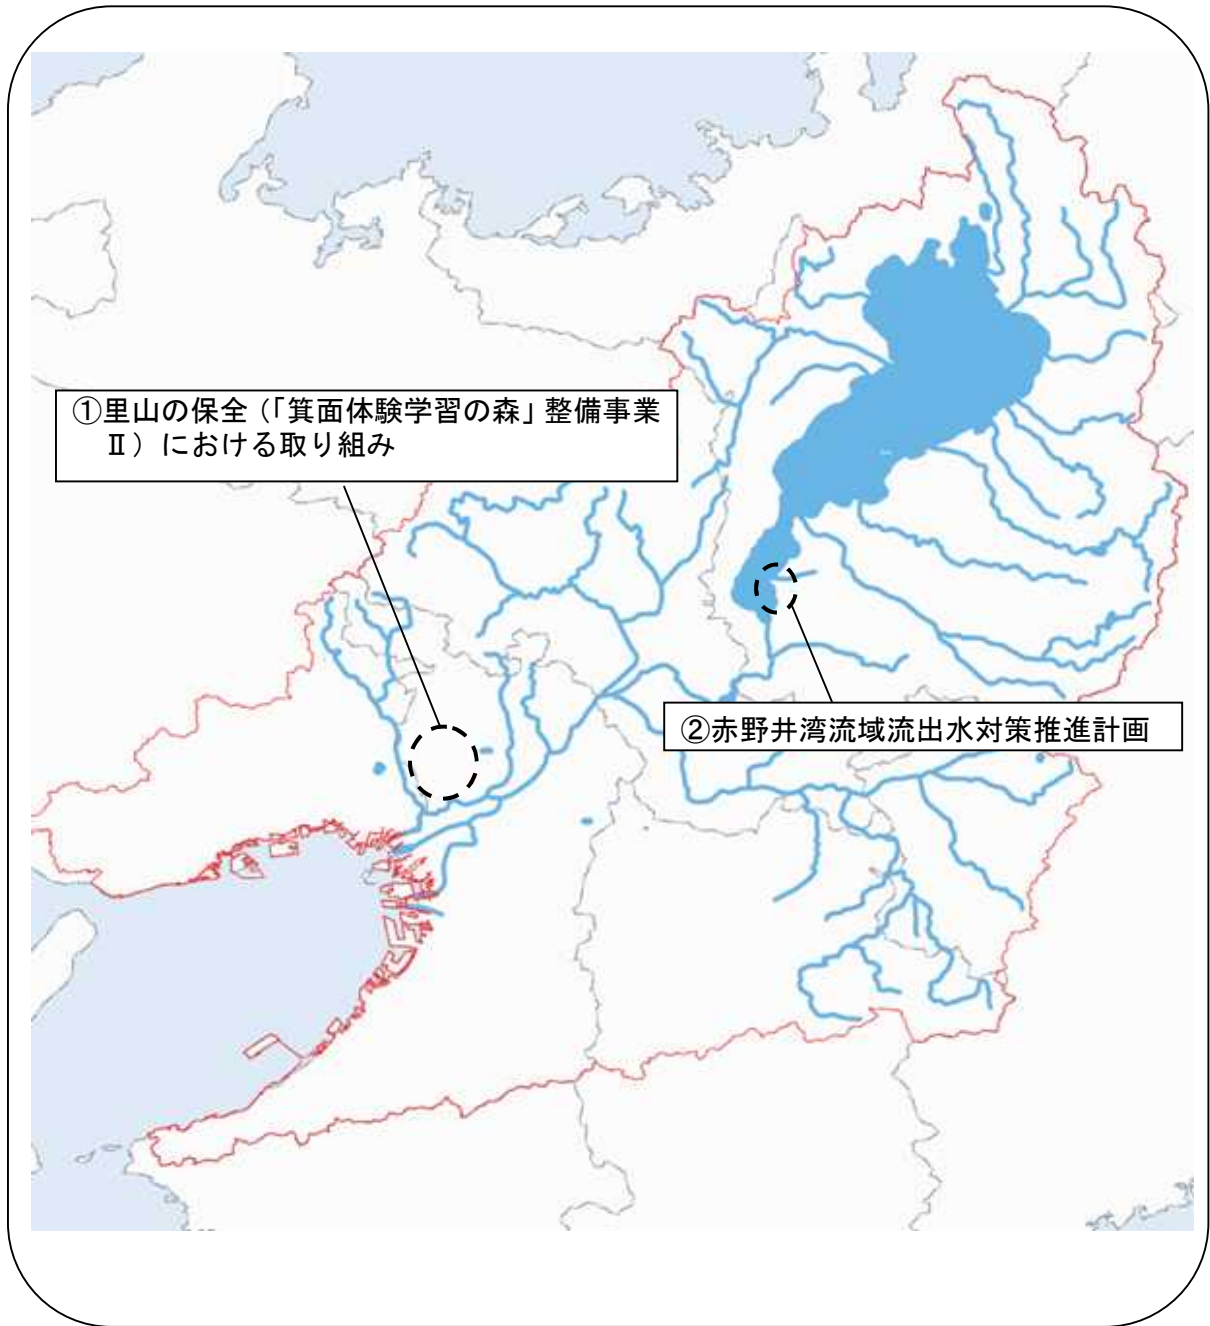 ①里山の保全（「箕面体験学習の森」整備事業
Ⅱ）における取り組み
②赤野井湾流域流出水対策推進計画